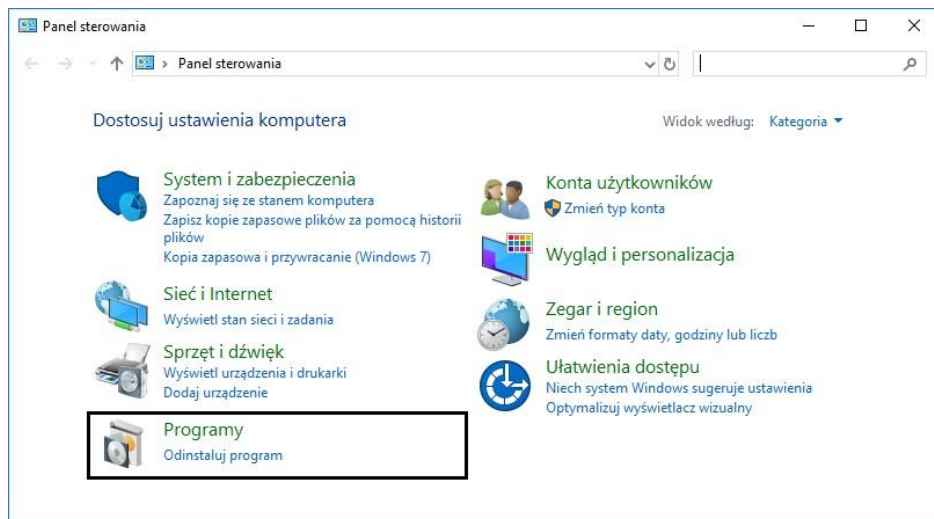 Panel sterowania
Panel sterowania
Dostosuj ustawienia komputera
Widok według: Kategoria
System i zabezpieczenia
Zapoznaj się ze stanem komputera
Zapisz kopie zapasowe plików za pomocą historii
plików
Kopia zapasowa i przywracanie (Windows 7)
Sieć i Internet
Wyświetl stan sieci i zadania
Sprzęt i dźwięk
Wyświetl urządzenia i drukarki
Dodaj urządzenie
Programy
Odinstaluj program
Konta użytkowników
Zmień typ konta
Wygląd i personalizacja
Zegar i region
Zmień formaty daty, godziny lub liczb
Ułatwienia dostępu
Niech system Windows sugeruje ustawienia
Optymalizuj wyświetlacz wizualny